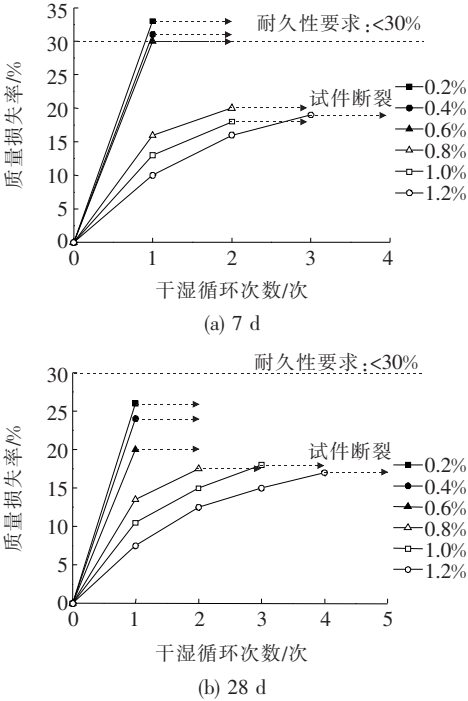 耐久性要求：<30%
35
30
25
20
15
10
5
0
质量损失率/%
试件断裂
0.2%
0.4%
0.6%
0.8%
1.0%
1.2%
0 1 2 3 4
干湿循环次数/次
(a) 7 d
耐久性要求：<30%
30
25
20
15
10
5
0
质量损失率/%
试件断裂
0.2%
0.4%
0.6%
0.8%
1.0%
1.2%
0 1 2 3 4 5
干湿循环次数/次
(b) 28 d